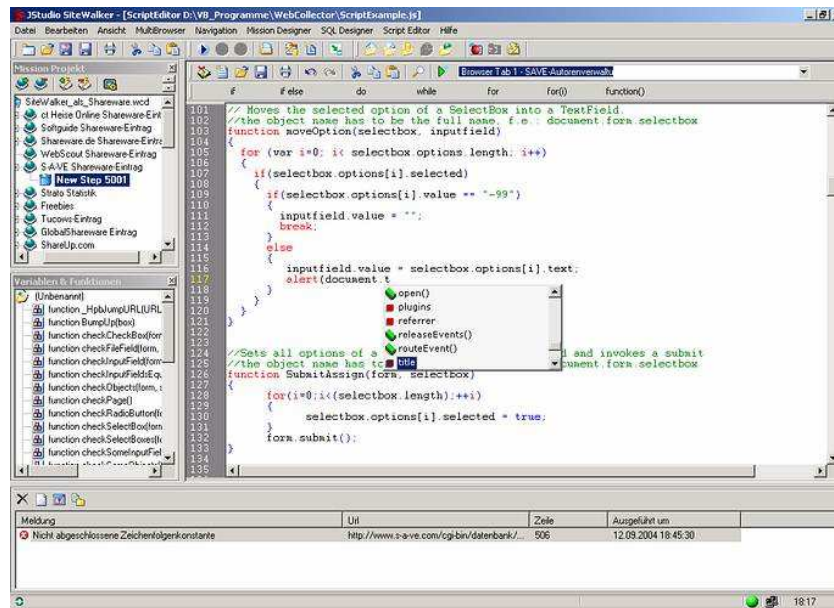 JStudio SiteWalker - [ScriptEditor D:\VB_Programme\WebCollector\ScriptExample.js]
Datei Bearbeiten Ansicht MultiBrowser Navigation Mission Designer SQL Designer Script Editor Hilfe
Mission Projekt
Browser Tab 1 - SAVE-Autorenverwaltu
if if else do while for for(i) function()
SiteWalker_als_Shareware.wcd
ct Heise Online Shareware-Eint
Softguide Shareware-Eintrag
Shareware.de Shareware-Eintra
WebScout Shareware-Eintrag
S-A-VE Shareware-Eintrag
New Step 5001
Strato Statistik
Freebies
Tucows-Eintrag
GlobalShareware Eintrag
ShareUp.com
Variablen & Funktionen
(Unbenannt)
function _HpbJumpURL(URL
function BumpUp(box)
function checkCheckBox(form
function checkFileField(form,
function checkInputField(form
function checkInputFieldsEqu
function checkObjects(form, s
function checkPage()
function checkRadioButton(fo
function checkSelectBox(form
function checkSelectBoxes(fo
function checkSomeInputFiel
101 // Moves the selected option of a SelectBox into a TextField.
102 //the object name has to be the full name, f.e.: document.form.selectbox
103 function moveOption(selectbox, inputfield)
104 {
105 for (var i=0; i< selectbox.options.length; i++)
106 {
107 if(selectbox.options[i].selected)
108 {
109 if(selectbox.options[i].value == "-99")
110 {
111 inputfield.value = "";
112 break;
113 }
114 else
115 {
116 inputfield.value = selectbox.options[i].text;
117 alert(document.t
118 }
119 }
120 }
121 }
122
123
124 //Sets all options of a d and invokes a submit
125 //the object name has to cument.form.selectbox
126 function SubmitAssign(form, selectbox)
127 {
128 for(i=0;i<(selectbox.length);++i)
129 {
130 selectbox.options[i].selected = true;
131 }
132 form.submit();
133 }
134
135
open()
plugins
referrer
releaseEvents()
routeEvent()
title
Meldung Url Zeile Ausgeführt um
Nicht abgeschlossene Zeichenfolgenkonstante http://www.s-a-ve.com/cgi-bin/datenbank/... 506 12.09.2004 18:45:30
18:17